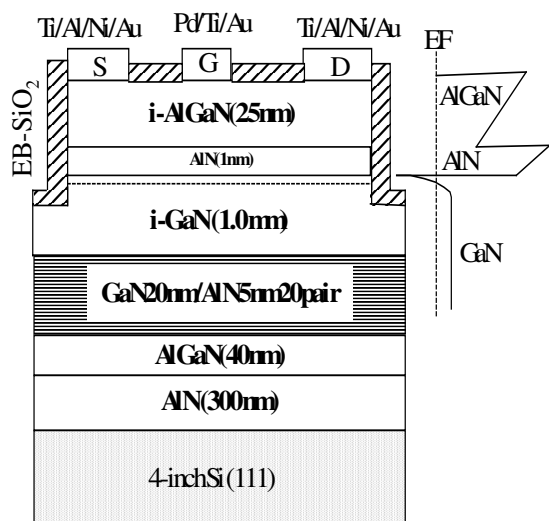 Ti/Al/Ni/Au
Pd/Ti/Au
Ti/Al/Ni/Au
EF
S
G
D
EB-SiO₂
AlGaN
i-AlGaN(25nm)
AlN(1nm)
AlN
i-GaN(1.0mm)
GaN
GaN20nm/AlN5nm20pair
AlGaN(40nm)
AlN(300nm)
4-inchSi(111)